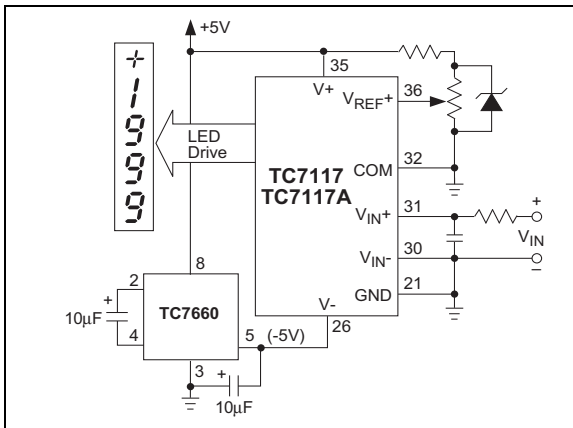 +5V
35
V+
36
VREF+
LED
Drive
+1999
TC7117
TC7117A
COM
32
VIN+
31
+
VIN
VIN-
30
–
GND
21
V-
26
8
2
+
TC7660
10µF
4
5
(-5V)
3
+
10µF